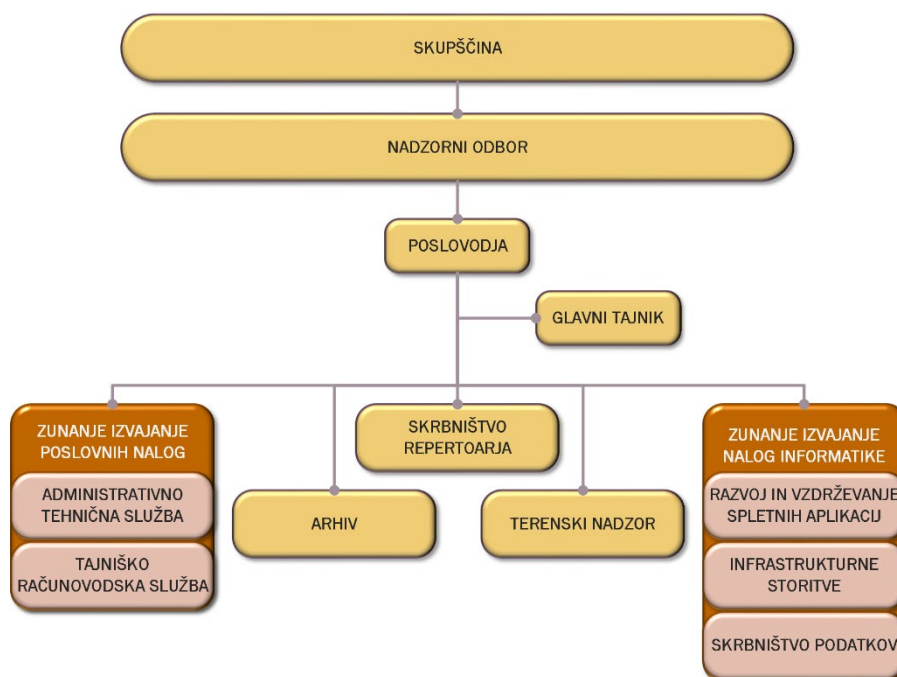 SKUPŠČINA
NADZORNI ODBOR
POSLOVODJA
GLAVNI TAJNIK
ZUNANJE IZVAJANJE
POSLOVNIH NALOG
ADMINISTRATIVNO
TEHNIČNA SLUŽBA
TAJNIŠKO
RAČUNOVODSKA SLUŽBA
ARHIV
SKRBNIŠTVO
REPERTOARJA
TERENSKI NADZOR
ZUNANJE IZVAJANJE
NALOG INFORMATIKE
RAZVOJ IN VZDRŽEVANJE
SPLETNIH APLIKACIJ
INFRASTRUKTURNE
STORITVE
SKRBNIŠTVO PODATKOV